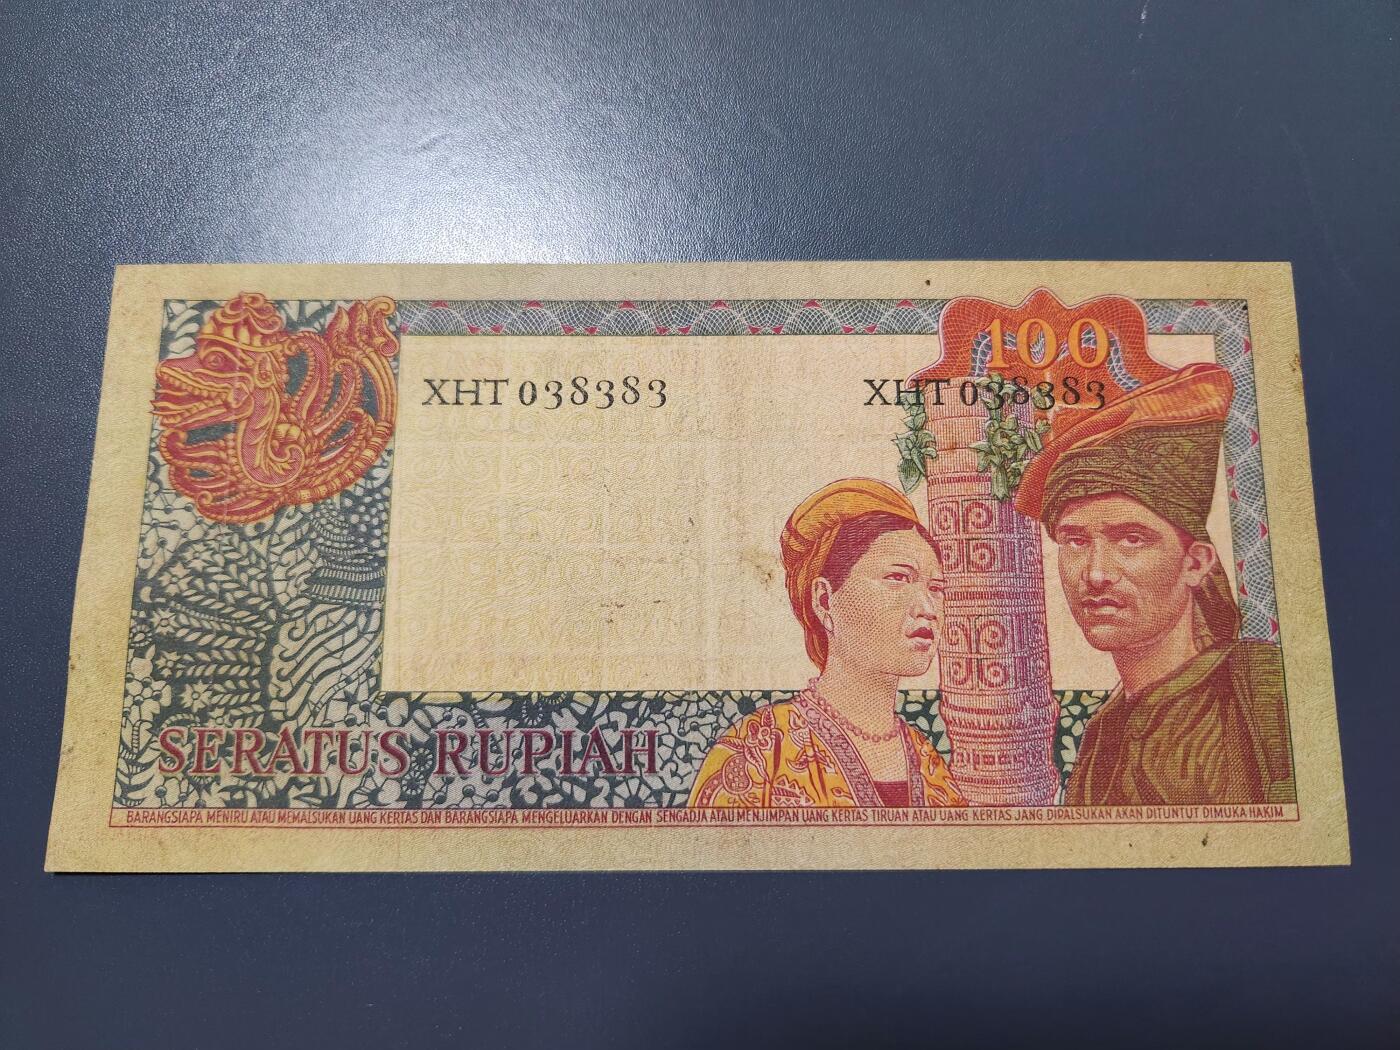 100
XHT 038383 XHT 038383
SERATUS RUPIAH
BARANGSIAPA MENIRU ATAU MEMALSUKAN UANG KERTAS DAN BARANGSIAPA MENGELUARKAN DENGAN SENGADJA ATAU MENJIMPAN UANG KERTAS TIRUAN ATAU UANG KERTAS JANG DIPALSUKAN AKAN DITUNTUT DIMUKA HAKIM